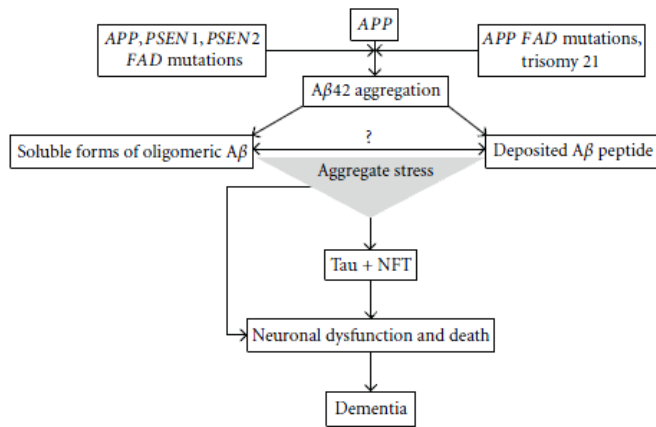 APP
APP, PSEN1, PSEN2
FAD mutations
APP FAD mutations,
trisomy 21
Aβ42 aggregation
?
Soluble forms of oligomeric Aβ
Deposited Aβ peptide
Aggregate stress
Tau + NFT
Neuronal dysfunction and death
Dementia